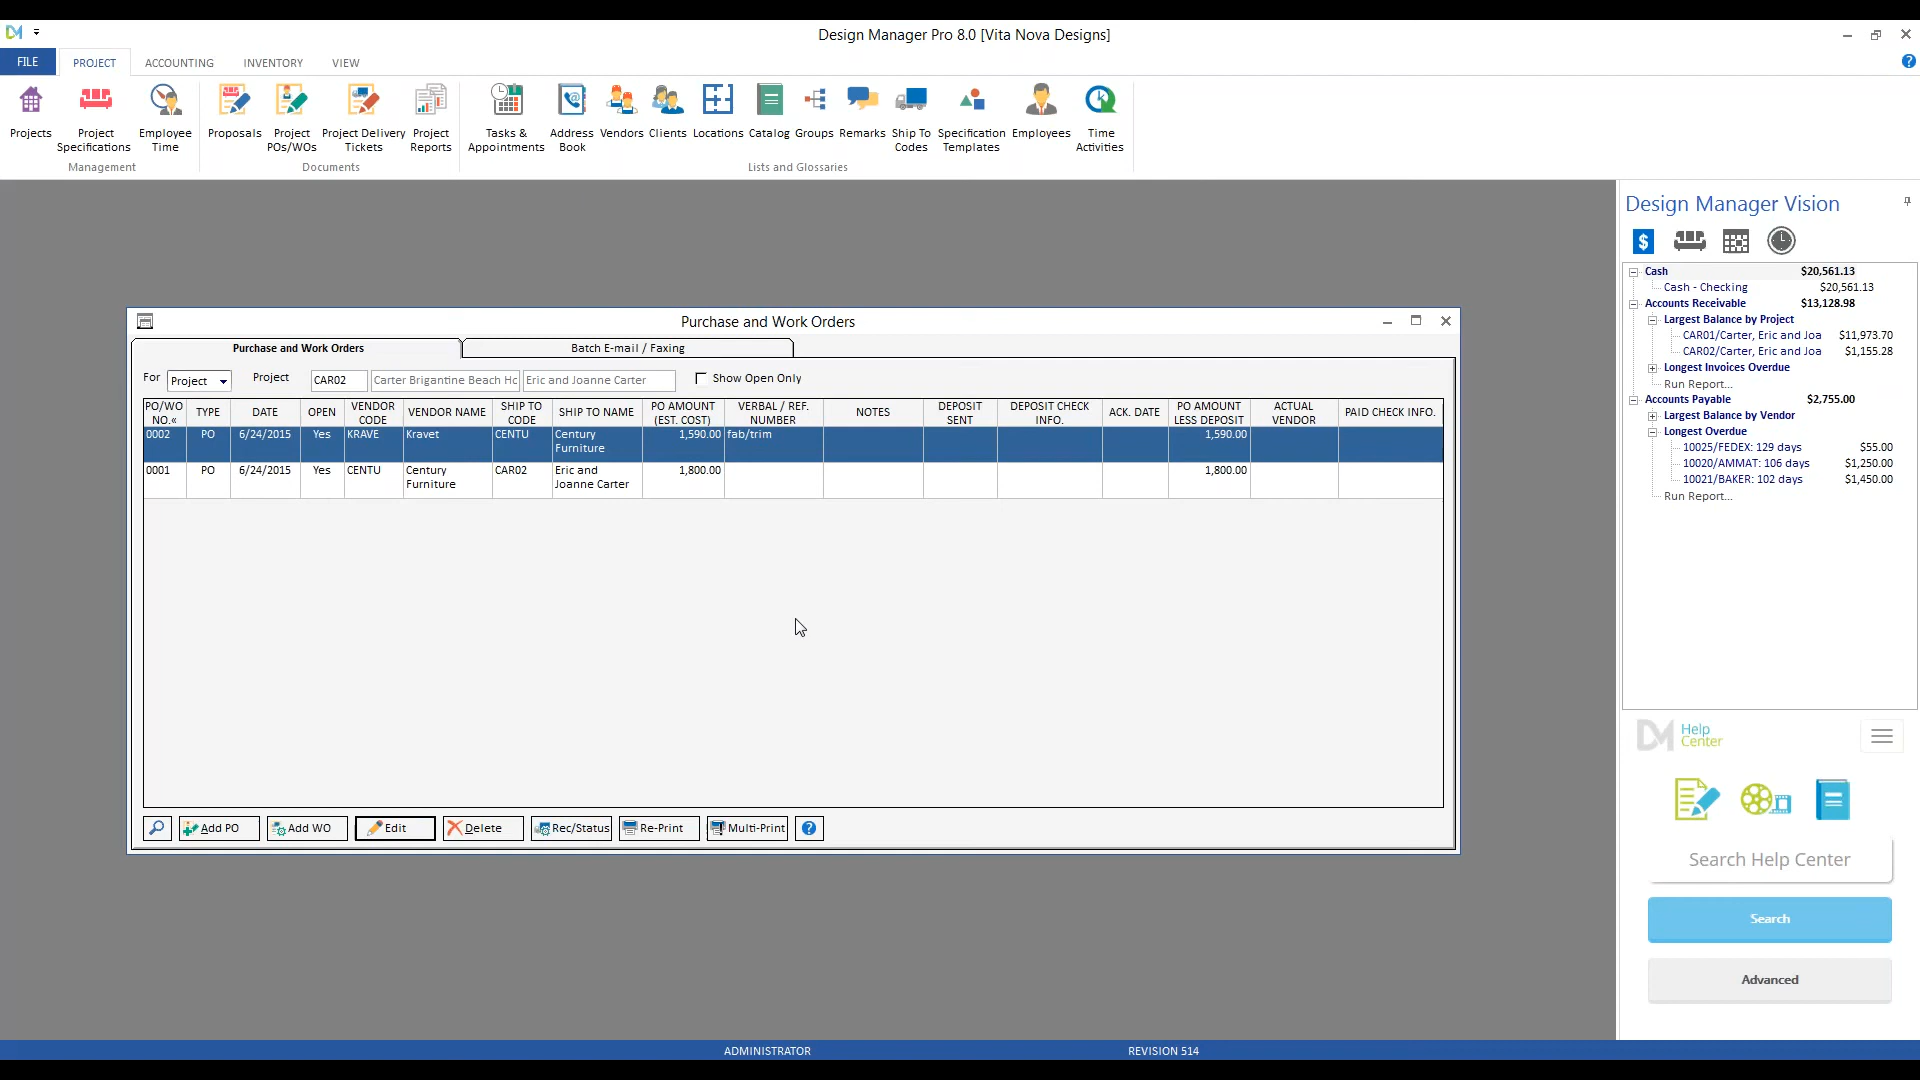 Design Manager Pro 8.0 [Vita Nova Designs]
FILE PROJECT ACCOUNTING INVENTORY VIEW
Projects
Project Specifications
Employee Time
Management
Proposals
Project POs/WOs
Project Delivery Tickets
Project Reports
Documents
Tasks & Appointments
Address Book
Vendors
Clients
Locations
Catalog
Groups
Remarks
Ship To Codes
Specification Templates
Employees
Time Activities
Lists and Glossaries
Purchase and Work Orders
Purchase and Work Orders Batch E-mail / Faxing
For Project Project CAR02 Carter Brigantine Beach Hc Eric and Joanne Carter Show Open Only
PO/WO NO.« TYPE DATE OPEN VENDOR CODE VENDOR NAME SHIP TO CODE SHIP TO NAME PO AMOUNT (EST. COST) VERBAL / REF. NUMBER NOTES DEPOSIT SENT DEPOSIT CHECK INFO. ACK. DATE PO AMOUNT LESS DEPOSIT ACTUAL VENDOR PAID CHECK INFO.
0002 PO 6/24/2015 Yes KRAVE Kravet CENTU Century Furniture 1,590.00 fab/trim 1,590.00
0001 PO 6/24/2015 Yes CENTU Century Furniture CAR02 Eric and Joanne Carter 1,800.00 1,800.00
Add PO Add WO Edit Delete Rec/Status Re-Print Multi-Print
Design Manager Vision
Cash $20,561.13
Cash - Checking $20,561.13
Accounts Receivable $13,128.98
Largest Balance by Project
CAR01/Carter, Eric and Joa $11,973.70
CAR02/Carter, Eric and Joa $1,155.28
Longest Invoices Overdue
Run Report...
Accounts Payable $2,755.00
Largest Balance by Vendor
Longest Overdue
10025/FEDEX: 129 days $55.00
10020/AMMAT: 106 days $1,250.00
10021/BAKER: 102 days $1,450.00
Run Report...
DM Help Center
Search Help Center
Search
Advanced
ADMINISTRATOR REVISION 514